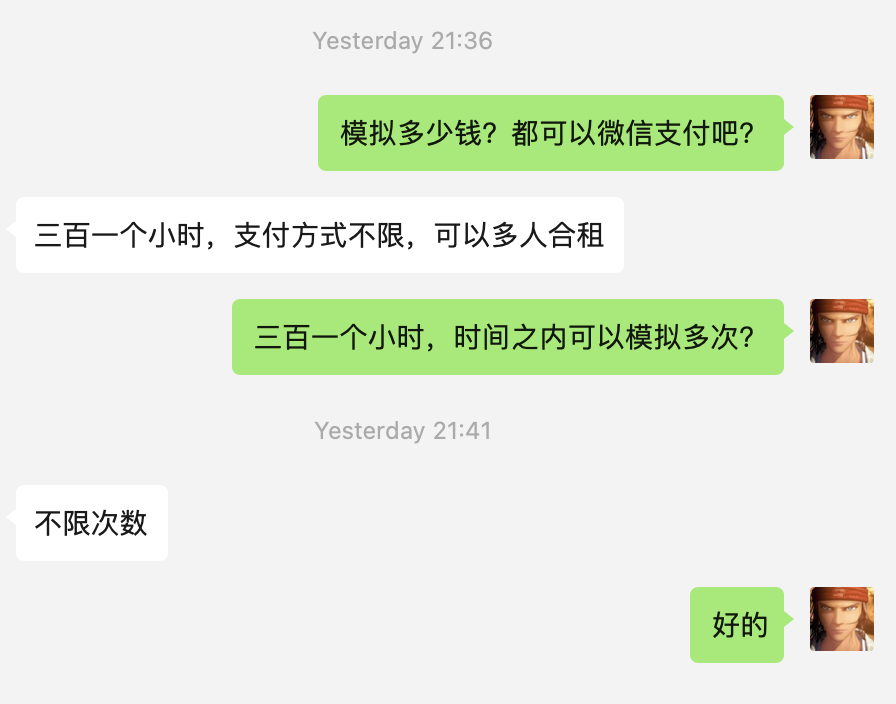 Yesterday 21:36
模拟多少钱？都可以微信支付吧？
三百一个小时，支付方式不限，可以多人合租
三百一个小时，时间之内可以模拟多次？
Yesterday 21:41
不限次数
好的